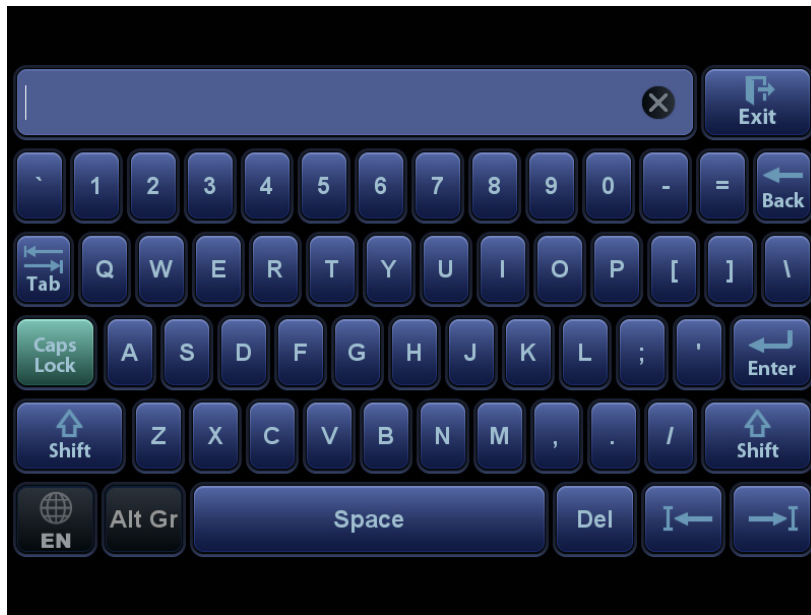 Exit
` 1 2 3 4 5 6 7 8 9 0 - = Back
Tab Q W E R T Y U I O P [ ] \
Caps Lock A S D F G H J K L ; ' Enter
Shift Z X C V B N M , . / Shift
EN Alt Gr Space Del